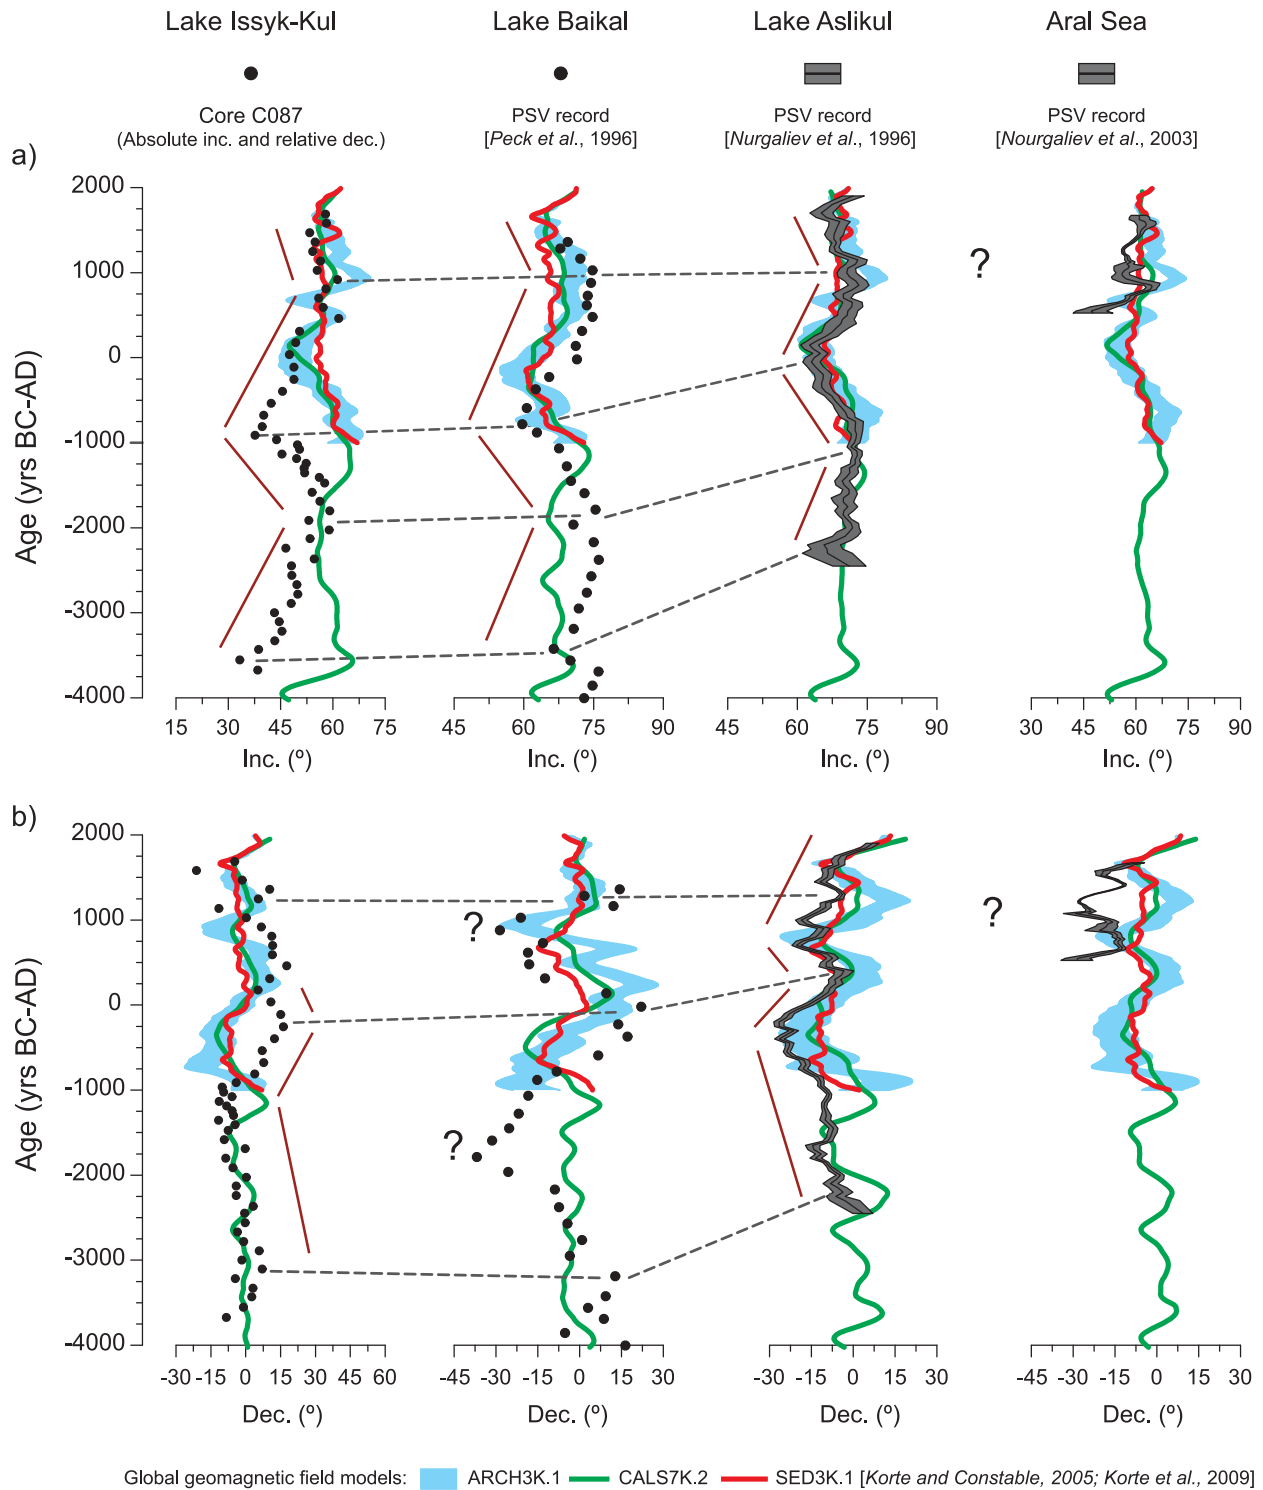 Lake Issyk-Kul Lake Baikal Lake Aslikul Aral Sea
Core C087 PSV record PSV record PSV record
(Absolute inc. and relative dec.) [Peck et al., 1996] [Nurgaliev et al., 1996] [Nourgaliev et al., 2003]
a)
2000
1000
0
-1000
-2000
-3000
-4000
Age (yrs BC-AD)
?
15 30 45 60 75 45 60 75 90 45 60 75 90 30 45 60 75 90
Inc. (º) Inc. (º) Inc. (º) Inc. (º)
b)
2000
1000
0
-1000
-2000
-3000
-4000
Age (yrs BC-AD)
? ?
?
-30 -15 0 15 30 45 60 -45 -15 0 15 30 -30 -15 0 15 30 -45 -15 0 15 30
Dec. (º) Dec. (º) Dec. (º) Dec. (º)
Global geomagnetic field models: ARCH3K.1 CALS7K.2 SED3K.1 [Korte and Constable, 2005; Korte et al., 2009]